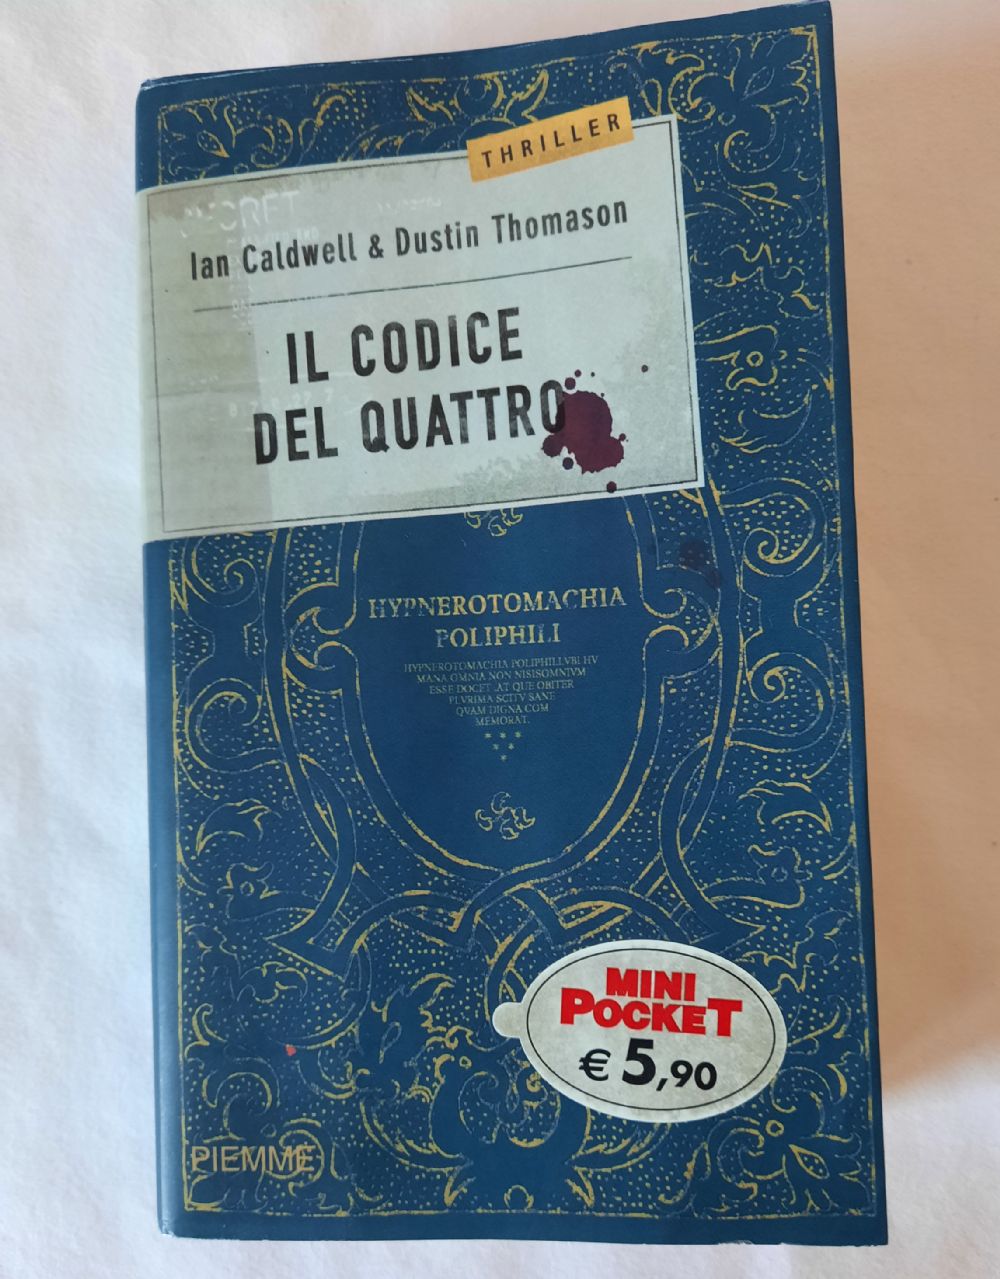 THRILLER
Ian Caldwell & Dustin Thomason
IL CODICE
DEL QUATTRO
HYPNEROTOMACHIA
POLIPHILI
HYPNEROTOMACHIA POLIPHILI,VBI HV
MANA OMNIA NON NISISOMNIVM
ESSE DOCET .AT QUE OBITER
PLVRIMA SCITV SANE
QVAM DIGNA COM
MEMORAT.
MINI
POCKET
€ 5,90
PIEMME